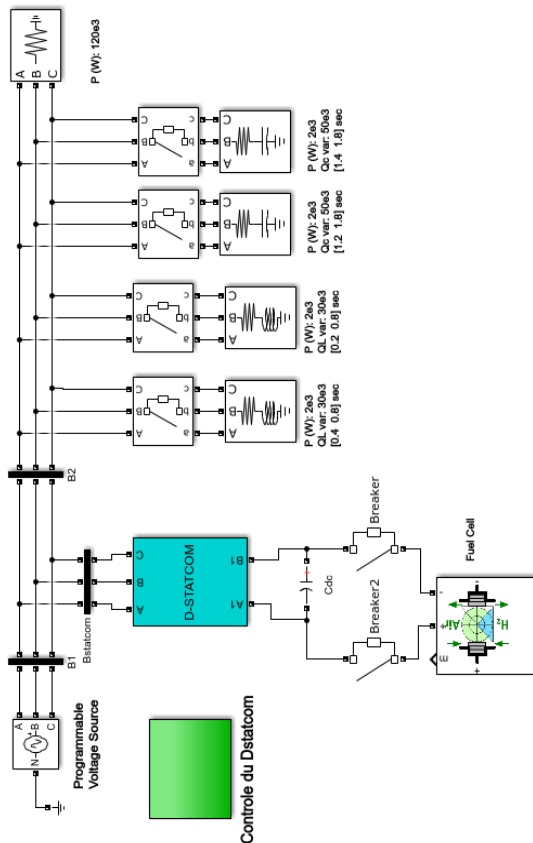 N
A
B
C
Programmable
Voltage Source
B1
Bstatcom
A
B
C
D-STATCOM
A1
B1
Cdc
Breaker2
Breaker
m
+
-
+
-
Air
H2
Fuel Cell
Controle du Dstatcom
B2
A
B
C
a
b
c
A
B
C
P (W): 2e3
QL var: 30e3
[0.4 0.8] sec
A
B
C
a
b
c
A
B
C
P (W): 2e3
QL var: 30e3
[0.2 0.8] sec
A
B
C
a
b
c
A
B
C
P (W): 2e3
Qc var: 50e3
[1.2 1.8] sec
A
B
C
a
b
c
A
B
C
P (W): 2e3
Qc var: 50e3
[1.4 1.8] sec
A
B
C
P (W): 120e3